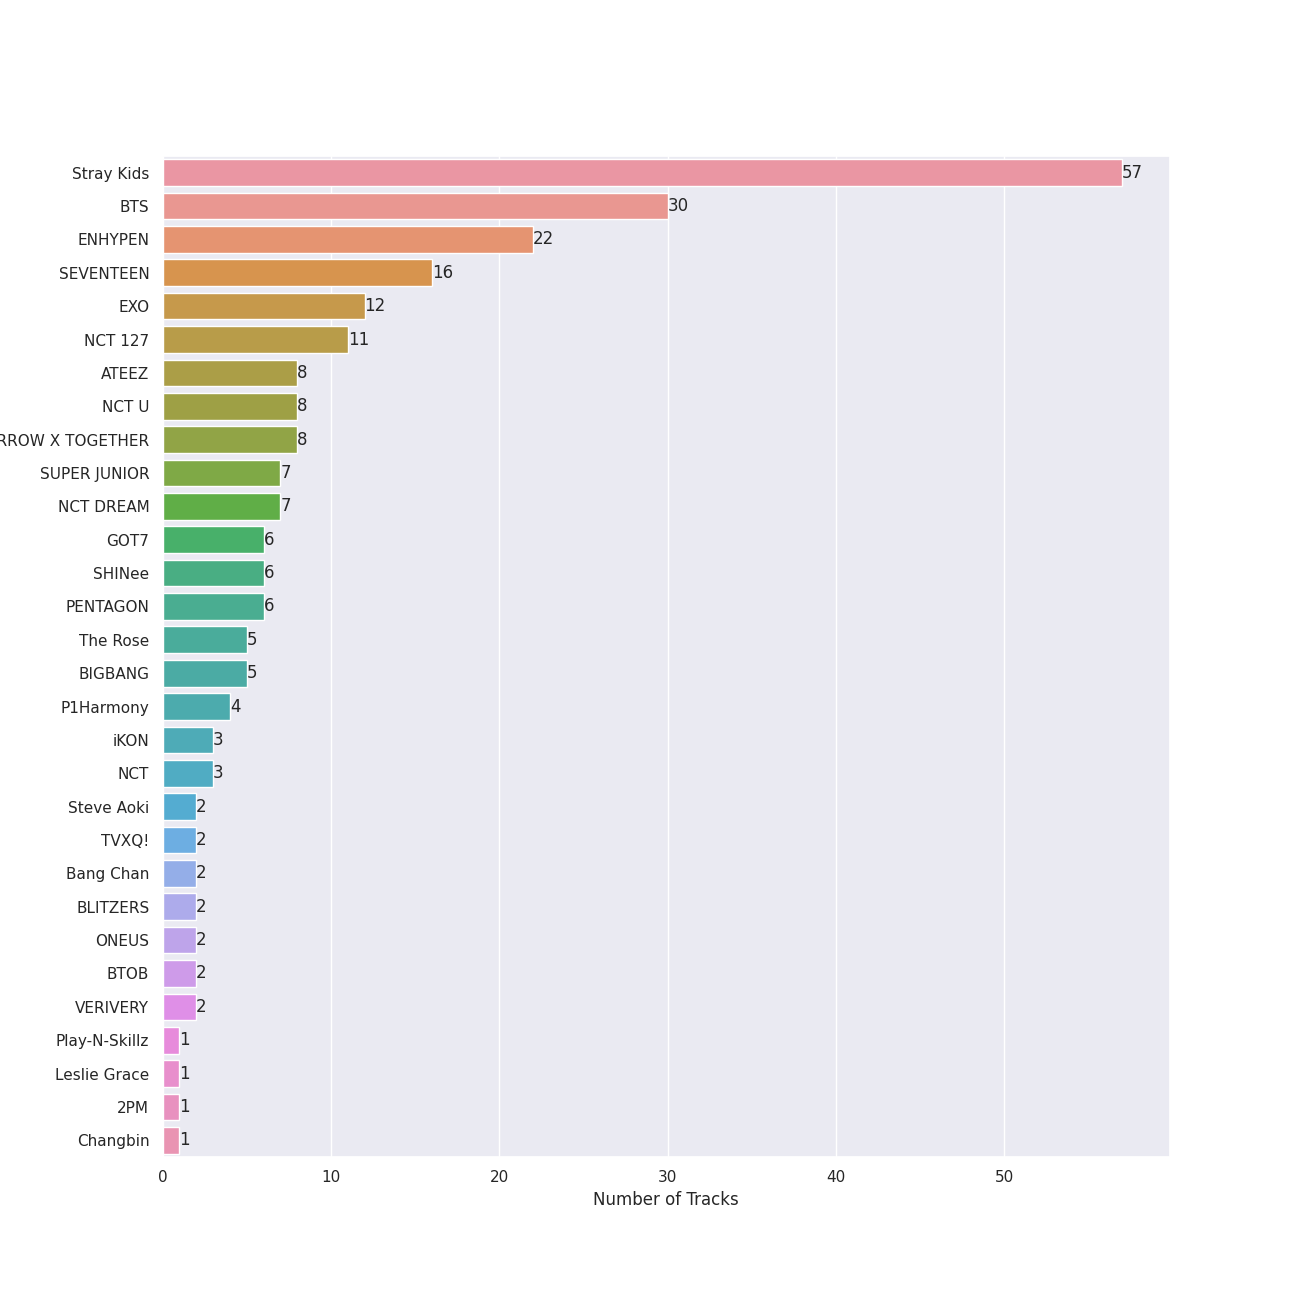 Stray Kids 57
BTS 30
ENHYPEN 22
SEVENTEEN 16
EXO 12
NCT 127 11
ATEEZ 8
NCT U 8
RROW X TOGETHER 8
SUPER JUNIOR 7
NCT DREAM 7
GOT7 6
SHINee 6
PENTAGON 6
The Rose 5
BIGBANG 5
P1Harmony 4
iKON 3
NCT 3
Steve Aoki 2
TVXQ! 2
Bang Chan 2
BLITZERS 2
ONEUS 2
BTOB 2
VERIVERY 2
Play-N-Skillz 1
Leslie Grace 1
2PM 1
Changbin 1
0 10 20 30 40 50
Number of Tracks